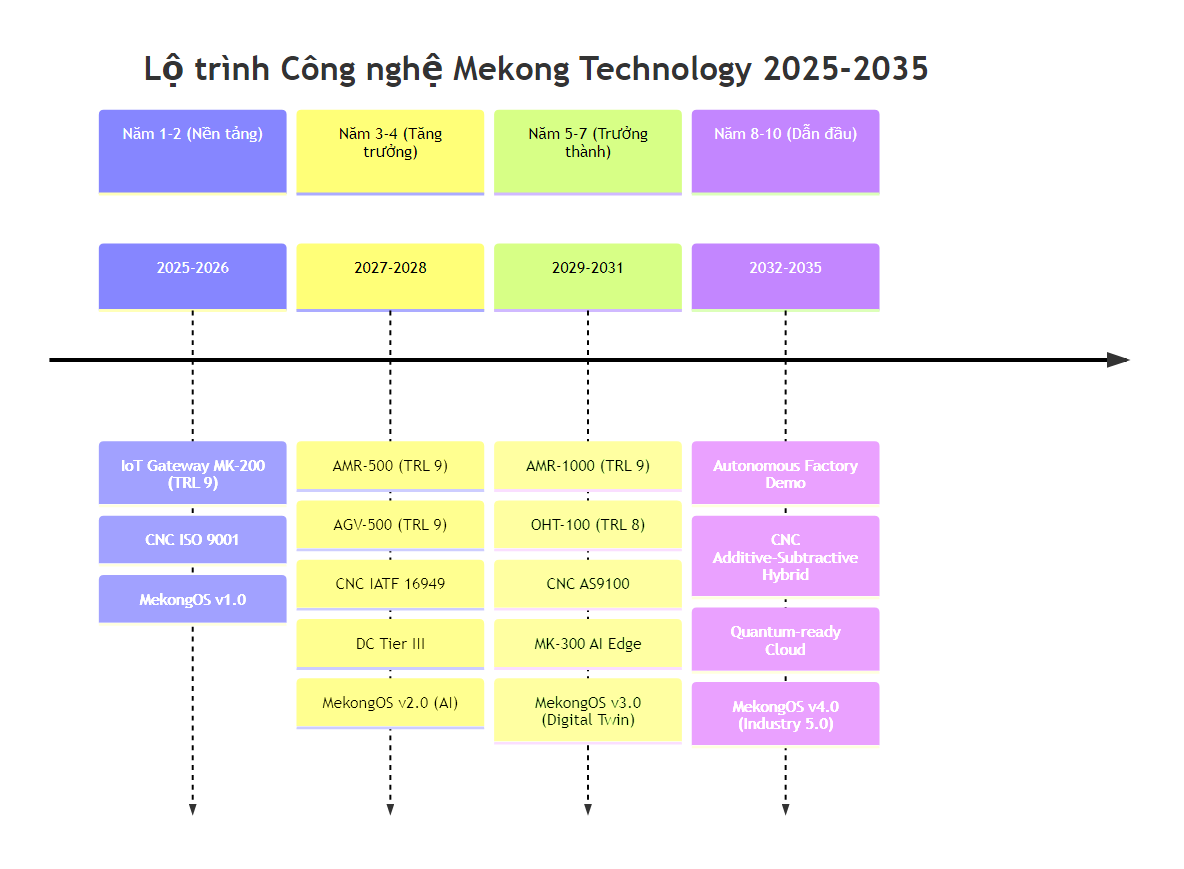 Lộ trình Công nghệ Mekong Technology 2025-2035
Năm 1-2 (Nền tảng)
Năm 3-4 (Tăng
trưởng)
Năm 5-7 (Trưởng
thành)
Năm 8-10 (Dẫn đầu)
2025-2026
2027-2028
2029-2031
2032-2035
IoT Gateway MK-200
(TRL 9)
CNC ISO 9001
MekongOS v1.0
AMR-500 (TRL 9)
AGV-500 (TRL 9)
CNC IATF 16949
DC Tier III
MekongOS v2.0 (AI)
AMR-1000 (TRL 9)
OHT-100 (TRL 8)
CNC AS9100
MK-300 AI Edge
MekongOS v3.0
(Digital Twin)
Autonomous Factory
Demo
CNC
Additive-Subtractive
Hybrid
Quantum-ready
Cloud
MekongOS v4.0
(Industry 5.0)